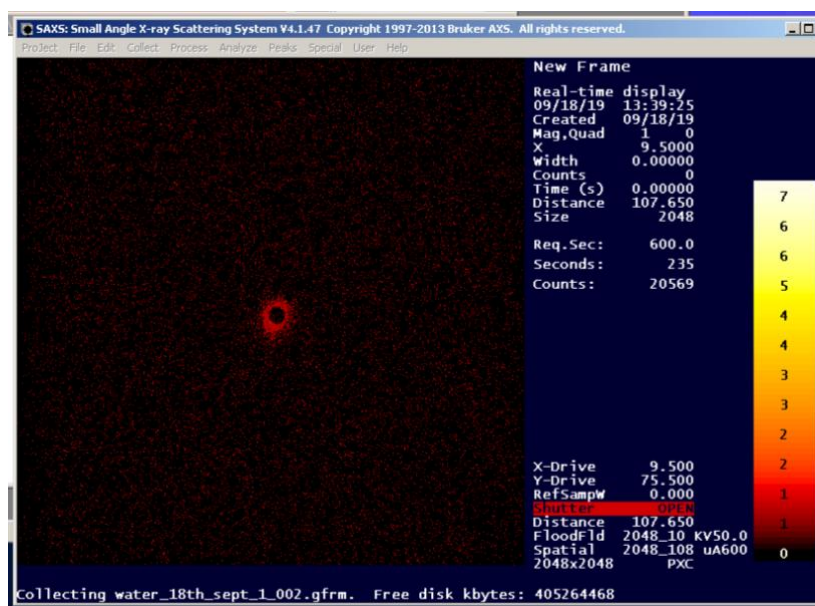 SAXS: Small Angle X-ray Scattering System V4.1.47 Copyright 1997-2013 Bruker AXS. All rights reserved.
Project File Edit Collect Process Analyze Peaks Special User Help
New Frame
Real-time display
09/18/19 13:39:25
Created 09/18/19
Mag,Quad 1 0
X 9.5000
Width 0.00000
Counts 0
Time (s) 0.00000
Distance 107.650
Size 2048
Req.Sec: 600.0
Seconds: 235
Counts: 20569
7
6
6
5
4
4
3
3
2
2
1
1
0
X-Drive 9.500
Y-Drive 75.500
RefSampW 0.000
Shutter OPEN
Distance 107.650
FloodFld 2048_10 KV50.0
Spatial 2048_108 uA600
2048x2048 PXC
Collecting water_18th_sept_1_002.gfrm. Free disk kbytes: 405264468